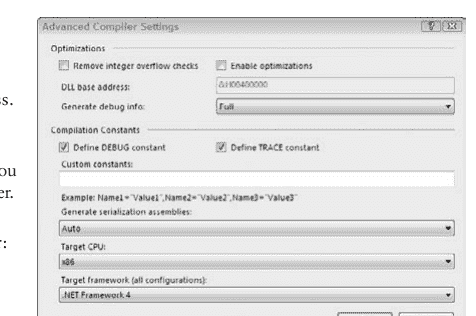 Advanced Compiler Settings
Optimizations
Remove integer overflow checks
Enable optimizations
DLL base address:
&H00400000
Generate debug info:
Full
Compilation Constants
Define DEBUG constant
Define TRACE constant
Custom constants:
Example: Name1="Value1",Name2="Value2",Name3="Value3"
Generate serialization assemblies:
Auto
Target CPU:
x86
Target framework (all configurations):
.NET Framework 4